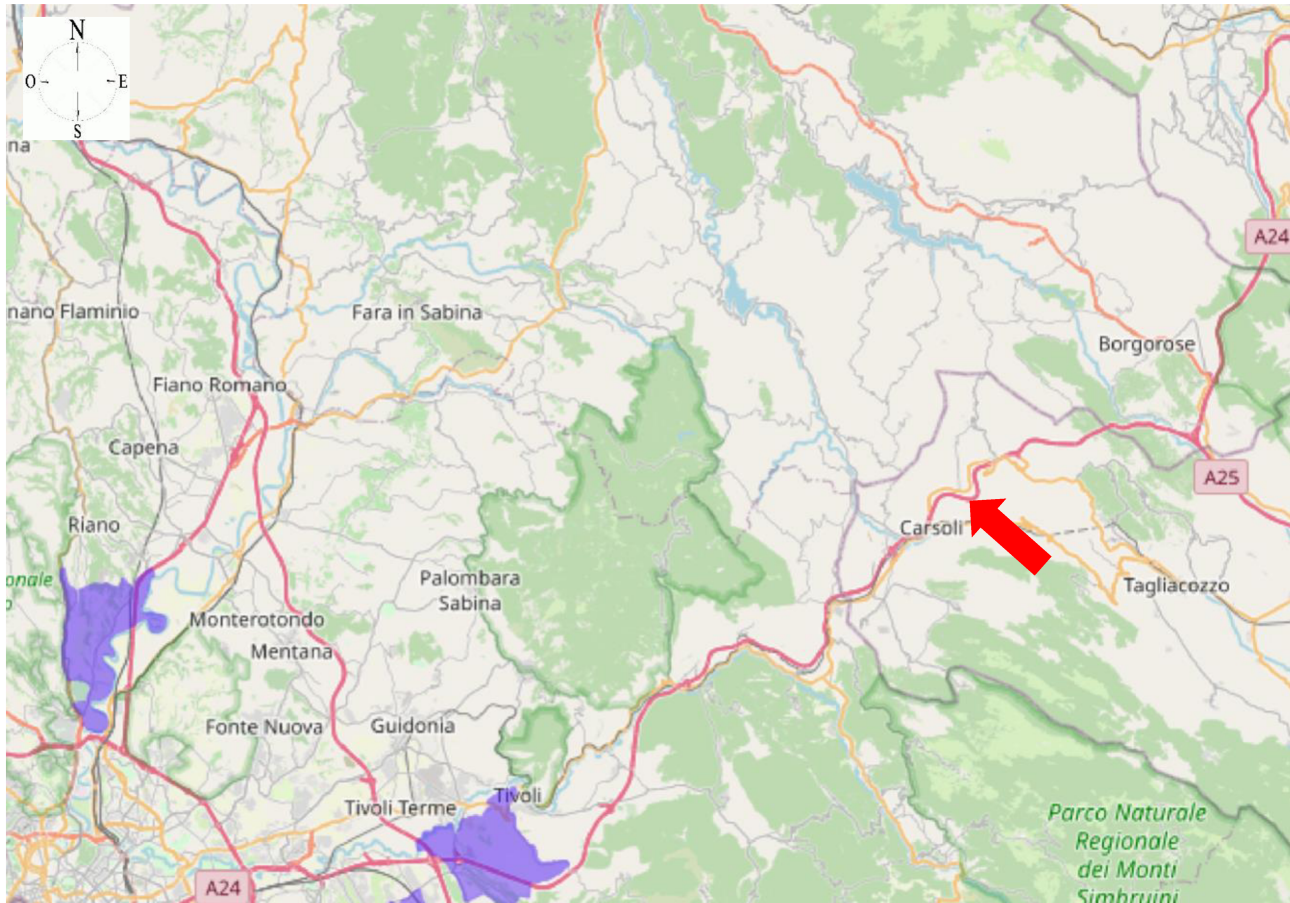 N
O E
S
na
A24
nano Flaminio
Fara in Sabina
Borgorose
Fiano Romano
Capena
A25
Riano
Carsoli
onale
o
Palombara
Sabina
Tagliacozzo
Monterotondo
Mentana
Fonte Nuova
Guidonia
Tivoli
Tivoli Terme
Parco Naturale
Regionale
dei Monti
Simbruini
A24